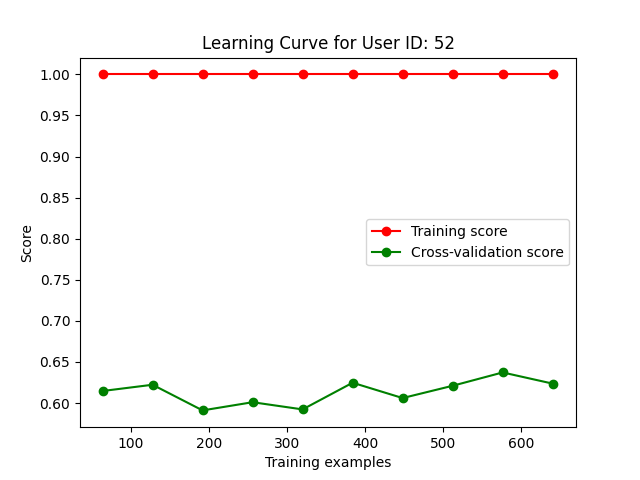 Learning Curve for User ID: 52
1.00
0.95
0.90
0.85
0.80
0.75
0.70
0.65
0.60
Score
Training score
Cross-validation score
100 200 300 400 500 600
Training examples